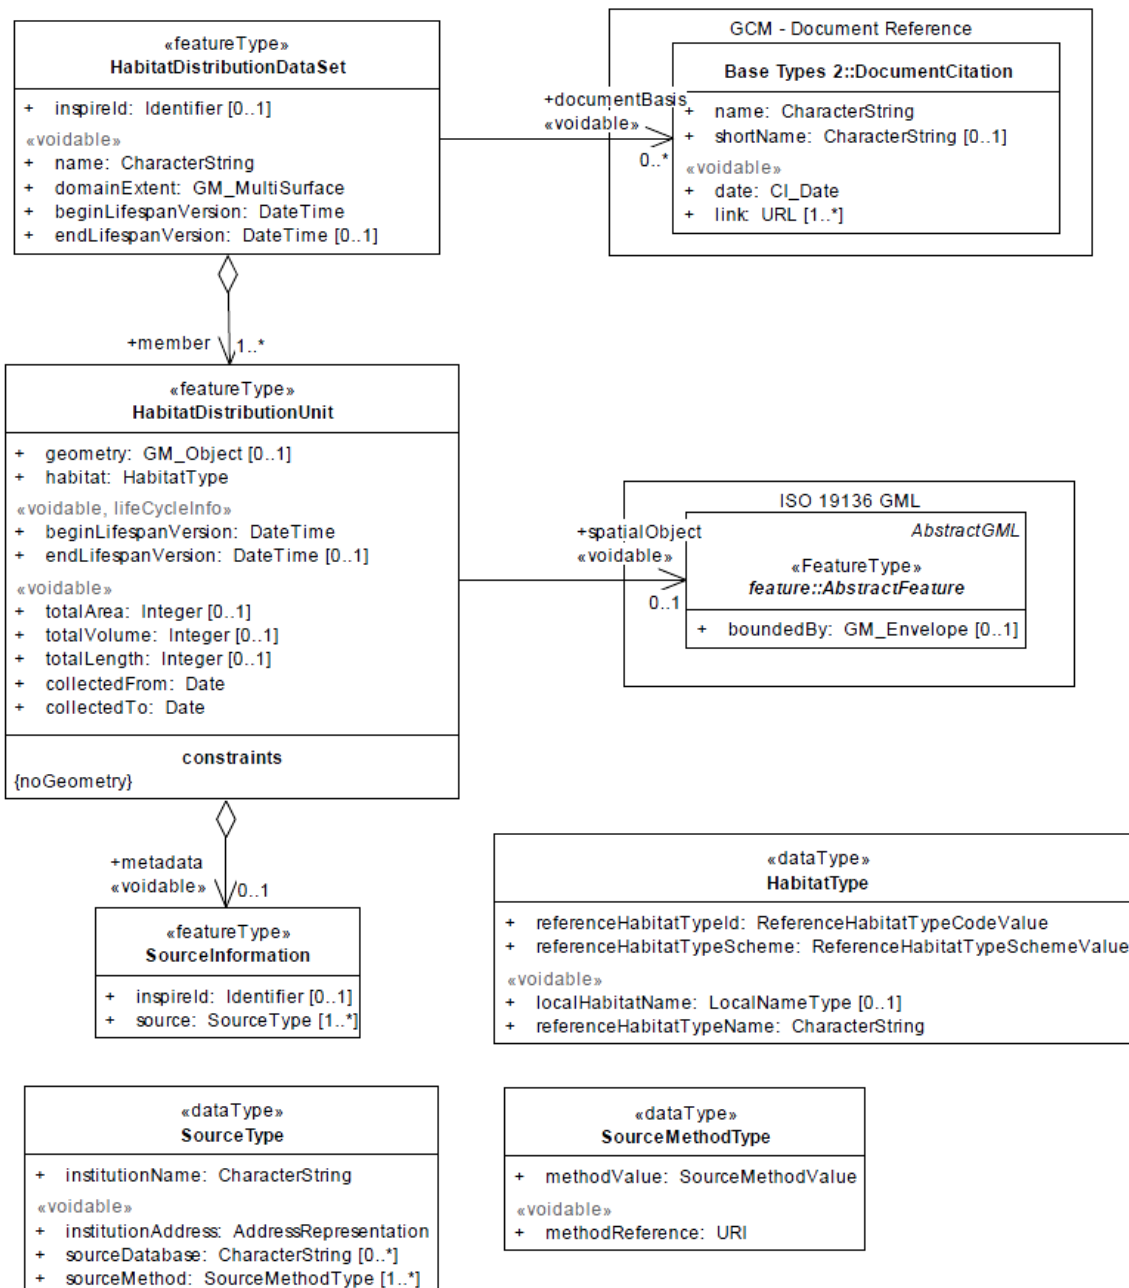 «featureType»
HabitatDistributionDataSet
+ inspireId: Identifier [0..1]
«voidable»
+ name: CharacterString
+ domainExtent: GM_MultiSurface
+ beginLifespanVersion: DateTime
+ endLifespanVersion: DateTime [0..1]
+documentBasis
«voidable»
0..*
GCM - Document Reference
Base Types 2::DocumentCitation
+ name: CharacterString
+ shortName: CharacterString [0..1]
«voidable»
+ date: CI_Date
+ link: URL [1..*]
+member
1..*
«featureType»
HabitatDistributionUnit
+ geometry: GM_Object [0..1]
+ habitat: HabitatType
«voidable, lifeCycleInfo»
+ beginLifespanVersion: DateTime
+ endLifespanVersion: DateTime [0..1]
«voidable»
+ totalArea: Integer [0..1]
+ totalVolume: Integer [0..1]
+ totalLength: Integer [0..1]
+ collectedFrom: Date
+ collectedTo: Date
constraints
{noGeometry}
+spatialObject
«voidable»
0..1
ISO 19136 GML
AbstractGML
«FeatureType»
feature::AbstractFeature
+ boundedBy: GM_Envelope [0..1]
+metadata
«voidable»
0..1
«featureType»
SourceInformation
+ inspireId: Identifier [0..1]
+ source: SourceType [1..*]
«dataType»
HabitatType
+ referenceHabitatTypeId: ReferenceHabitatTypeCodeValue
+ referenceHabitatTypeScheme: ReferenceHabitatTypeSchemeValue
«voidable»
+ localHabitatName: LocalNameType [0..1]
+ referenceHabitatTypeName: CharacterString
«dataType»
SourceType
+ institutionName: CharacterString
«voidable»
+ institutionAddress: AddressRepresentation
+ sourceDatabase: CharacterString [0..*]
+ sourceMethod: SourceMethodType [1..*]
«dataType»
SourceMethodType
+ methodValue: SourceMethodValue
«voidable»
+ methodReference: URI